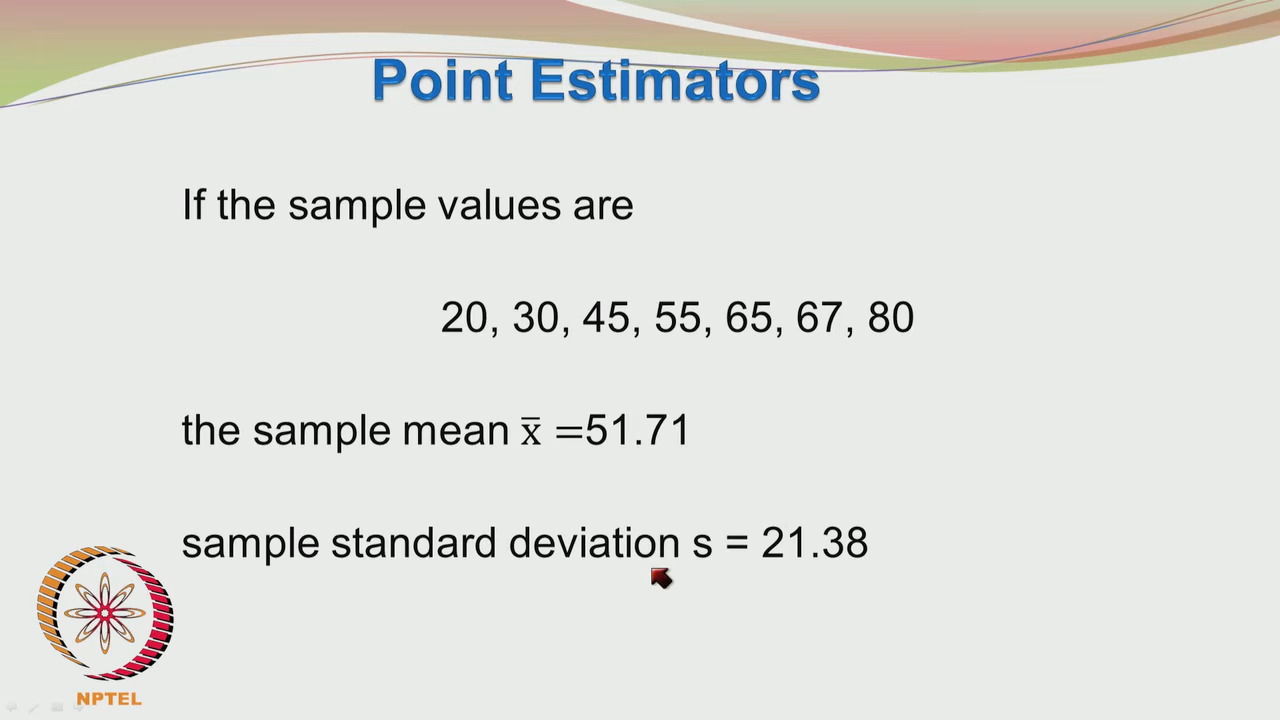 Point Estimators
If the sample values are
20, 30, 45, 55, 65, 67, 80
the sample mean x̅ =51.71
sample standard deviation s = 21.38
NPTEL